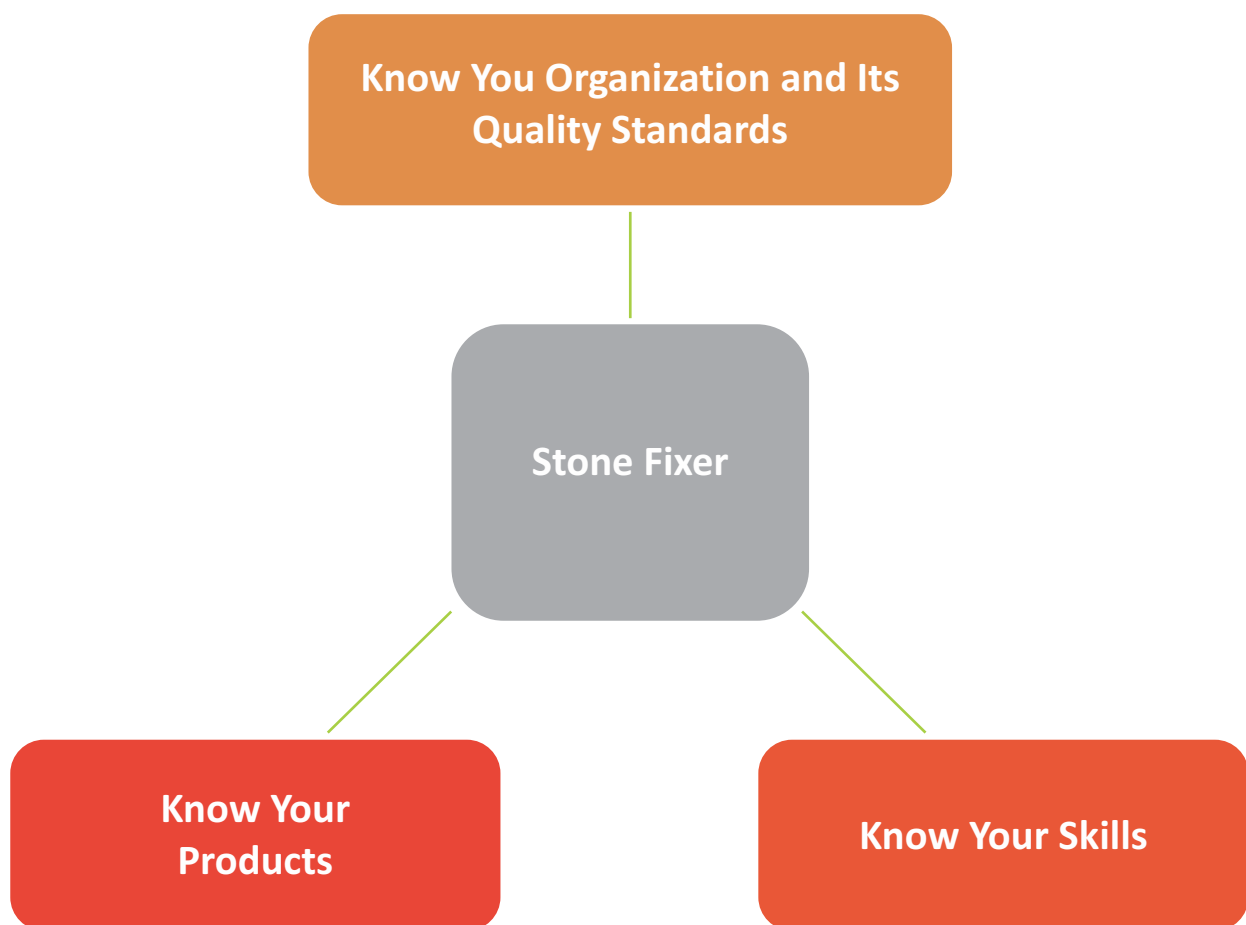 Know You Organization and Its
Quality Standards
Stone Fixer
Know Your
Products
Know Your Skills